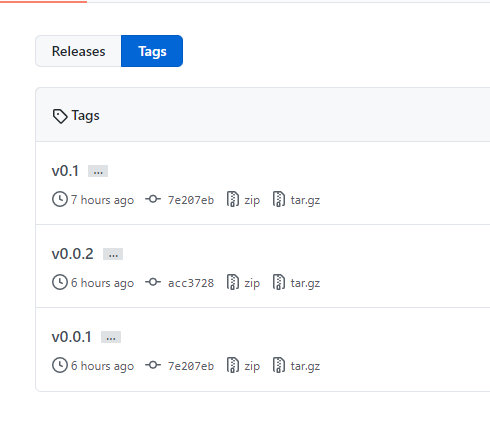 Releases Tags
Tags
v0.1 ...
7 hours ago 7e207eb zip tar.gz
v0.0.2 ...
6 hours ago acc3728 zip tar.gz
v0.0.1 ...
6 hours ago 7e207eb zip tar.gz